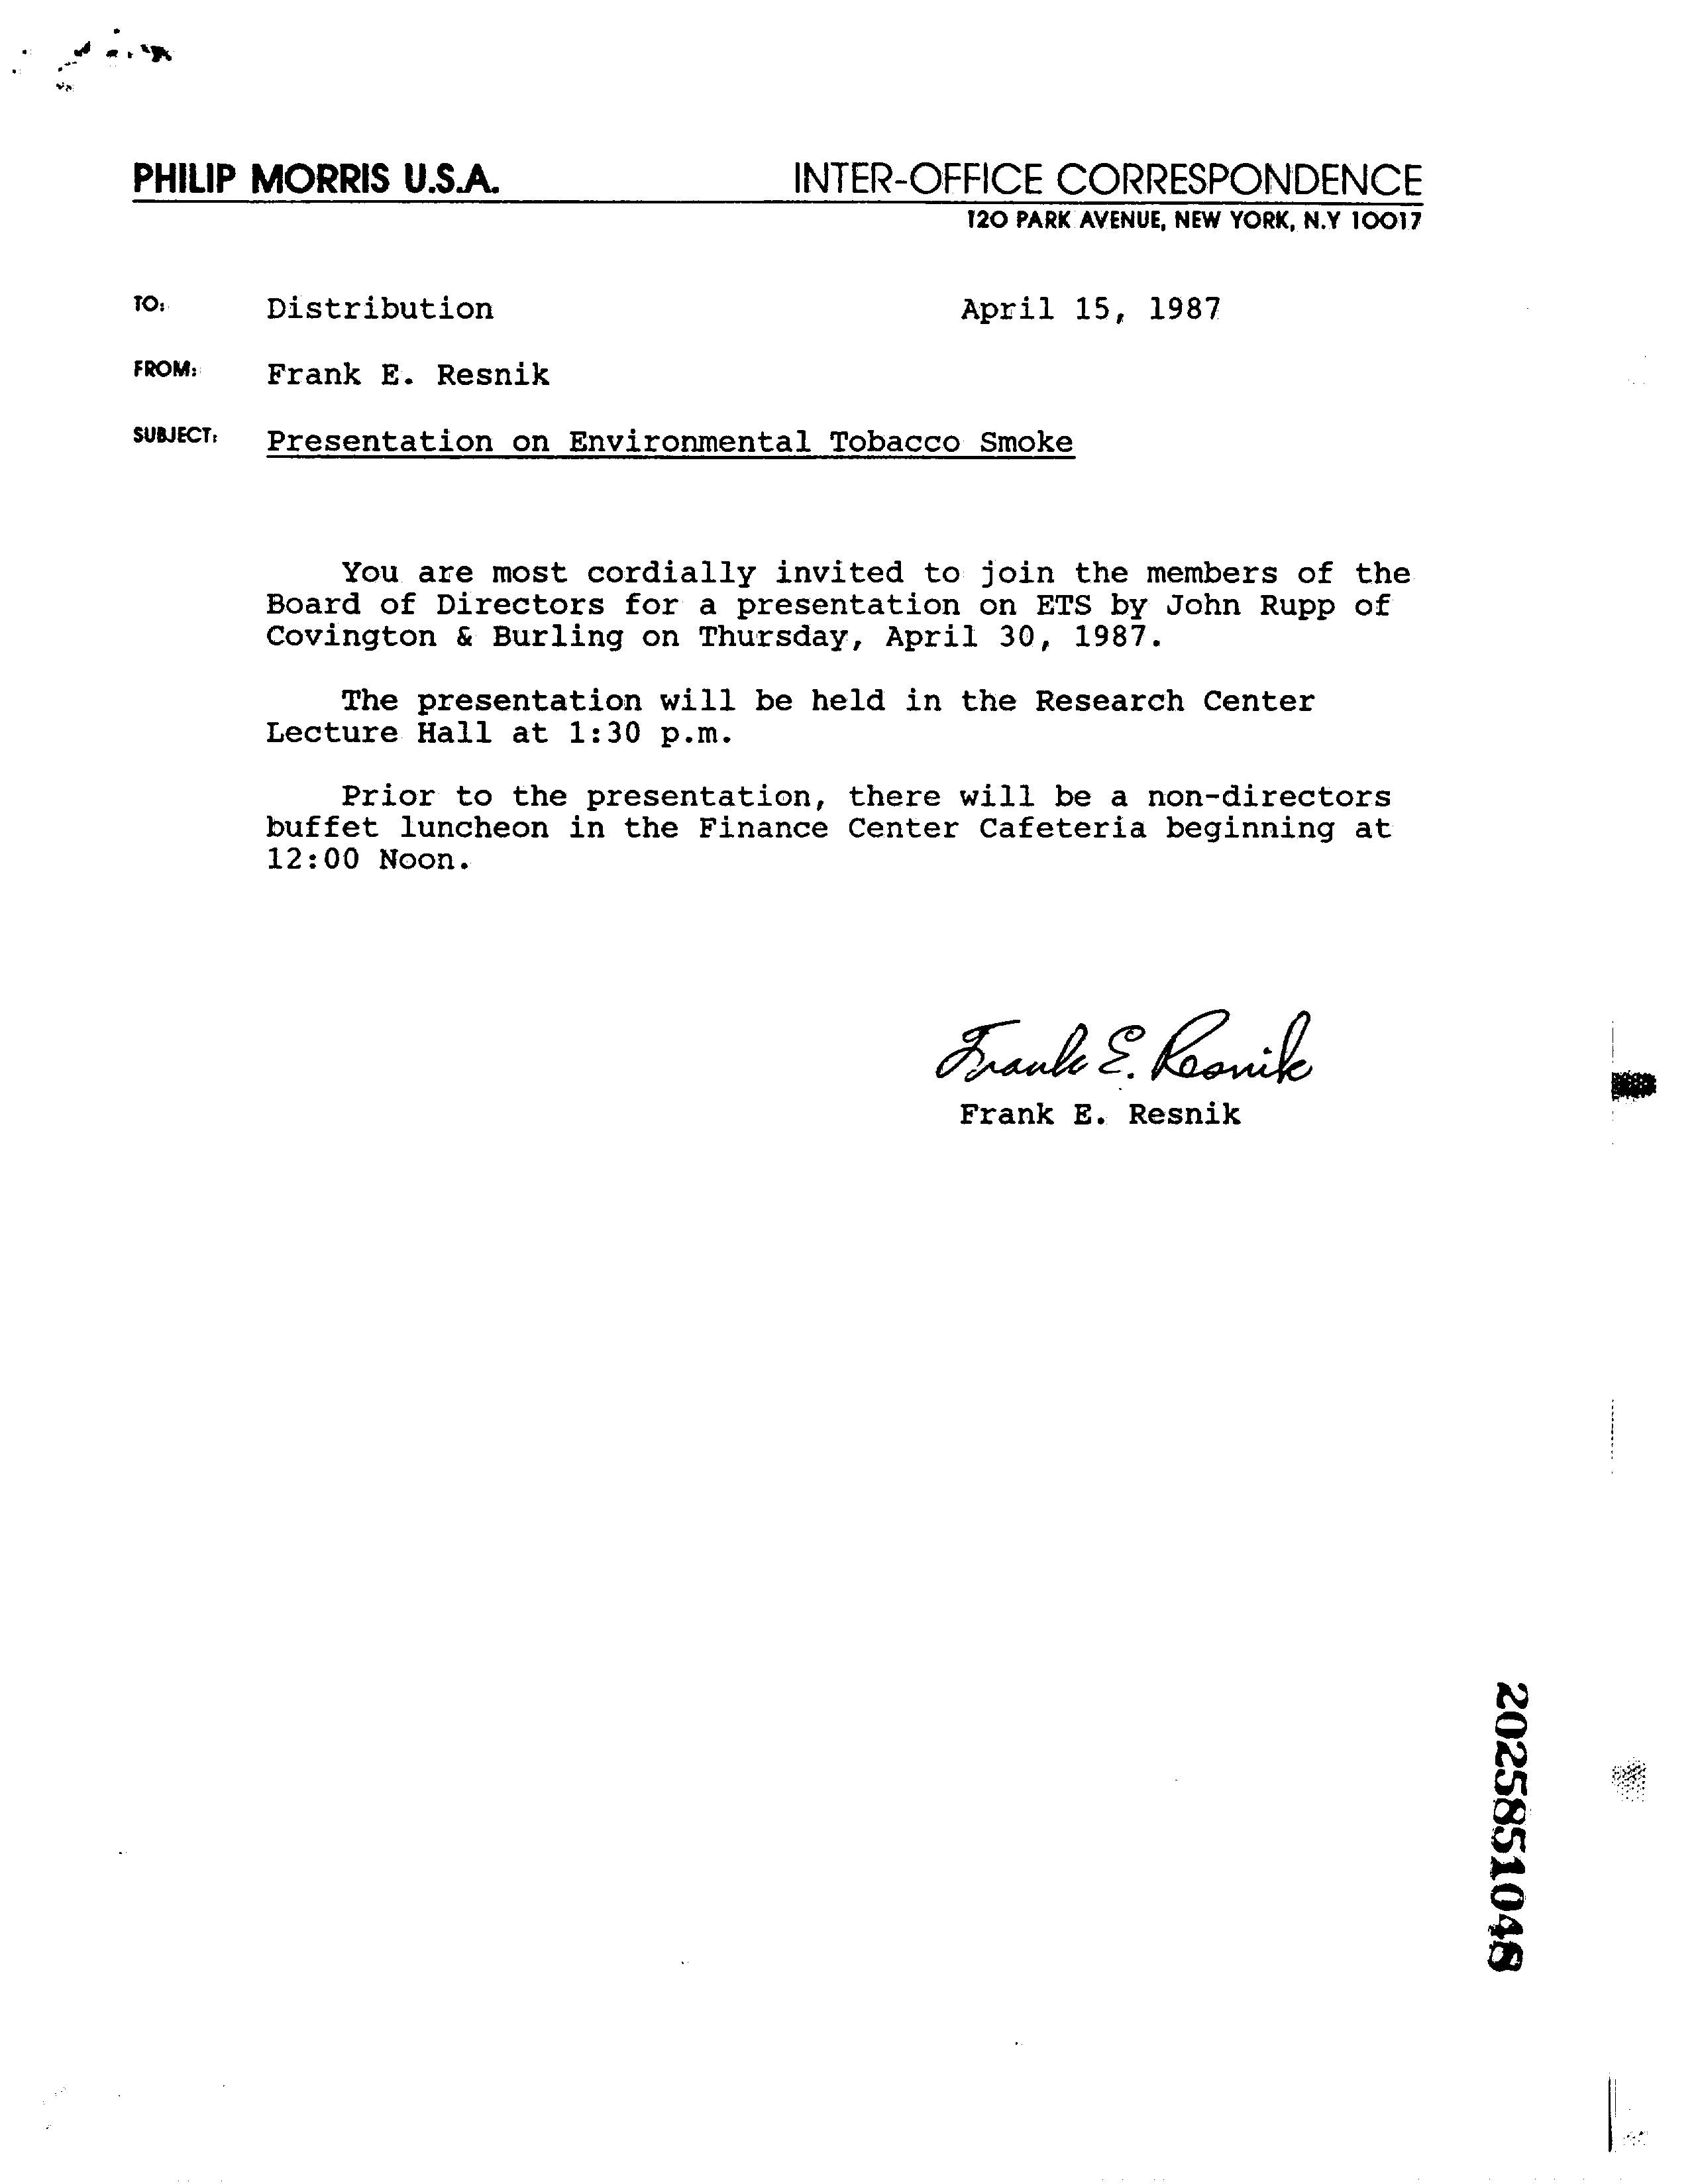 PHILIP MORRIS U.S.A. INTER-OFFICE CORRESPONDENCE
120 PARK AVENUE, NEW YORK, N.Y 10017
TO: Distribution April 15, 1987
FROM: Frank E. Resnik
SUBJECT: Presentation on Environmental Tobacco Smoke
You are most cordially invited to join the members of the
Board of Directors for a presentation on ETS by John Rupp of
Covington & Burling on Thursday, April 30, 1987.
The presentation will be held in the Research Center
Lecture Hall at 1:30 p.m.
Prior to the presentation, there will be a non-directors
buffet luncheon in the Finance Center Cafeteria beginning at
12:00 Noon.
Frank E. Resnik
Frank E. Resnik
2025851048